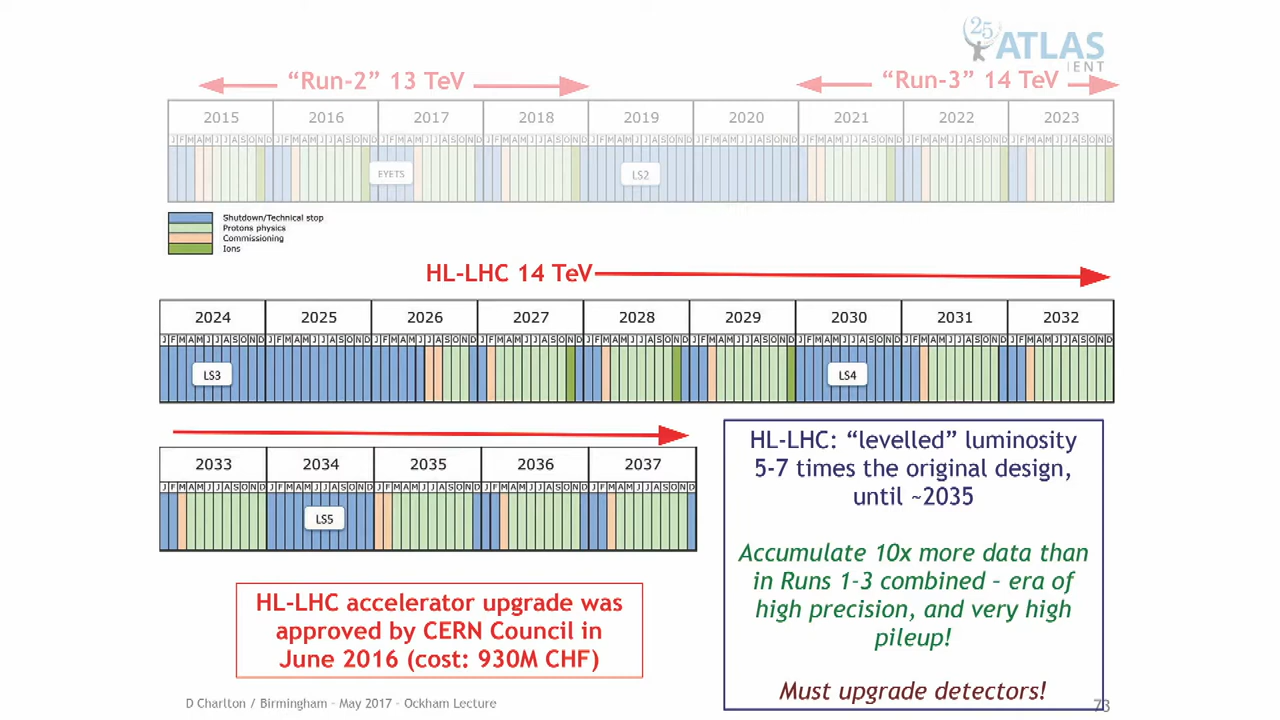 25
ATLAS
IENT
“Run-2” 13 TeV
“Run-3” 14 TeV
2015 2016 2017 2018 2019 2020 2021 2022 2023
J F M A M J J A S O N D J F M A M J J A S O N D J F M A M J J A S O N D J F M A M J J A S O N D J F M A M J J A S O N D J F M A M J J A S O N D J F M A M J J A S O N D J F M A M J J A S O N D J F M A M J J A S O N D
EYETS
LS2
Shutdown/Technical stop
Protons physics
Commissioning
Ions
HL-LHC 14 TeV
2024 2025 2026 2027 2028 2029 2030 2031 2032
J F M A M J J A S O N D J F M A M J J A S O N D J F M A M J J A S O N D J F M A M J J A S O N D J F M A M J J A S O N D J F M A M J J A S O N D J F M A M J J A S O N D J F M A M J J A S O N D J F M A M J J A S O N D
LS3
LS4
2033 2034 2035 2036 2037
J F M A M J J A S O N D J F M A M J J A S O N D J F M A M J J A S O N D J F M A M J J A S O N D J F M A M J J A S O N D
LS5
HL-LHC: “levelled” luminosity
5-7 times the original design,
until ~2035
Accumulate 10x more data than
in Runs 1-3 combined – era of
high precision, and very high
pileup!
Must upgrade detectors!
HL-LHC accelerator upgrade was
approved by CERN Council in
June 2016 (cost: 930M CHF)
D Charlton / Birmingham – May 2017 - Ockham Lecture
73